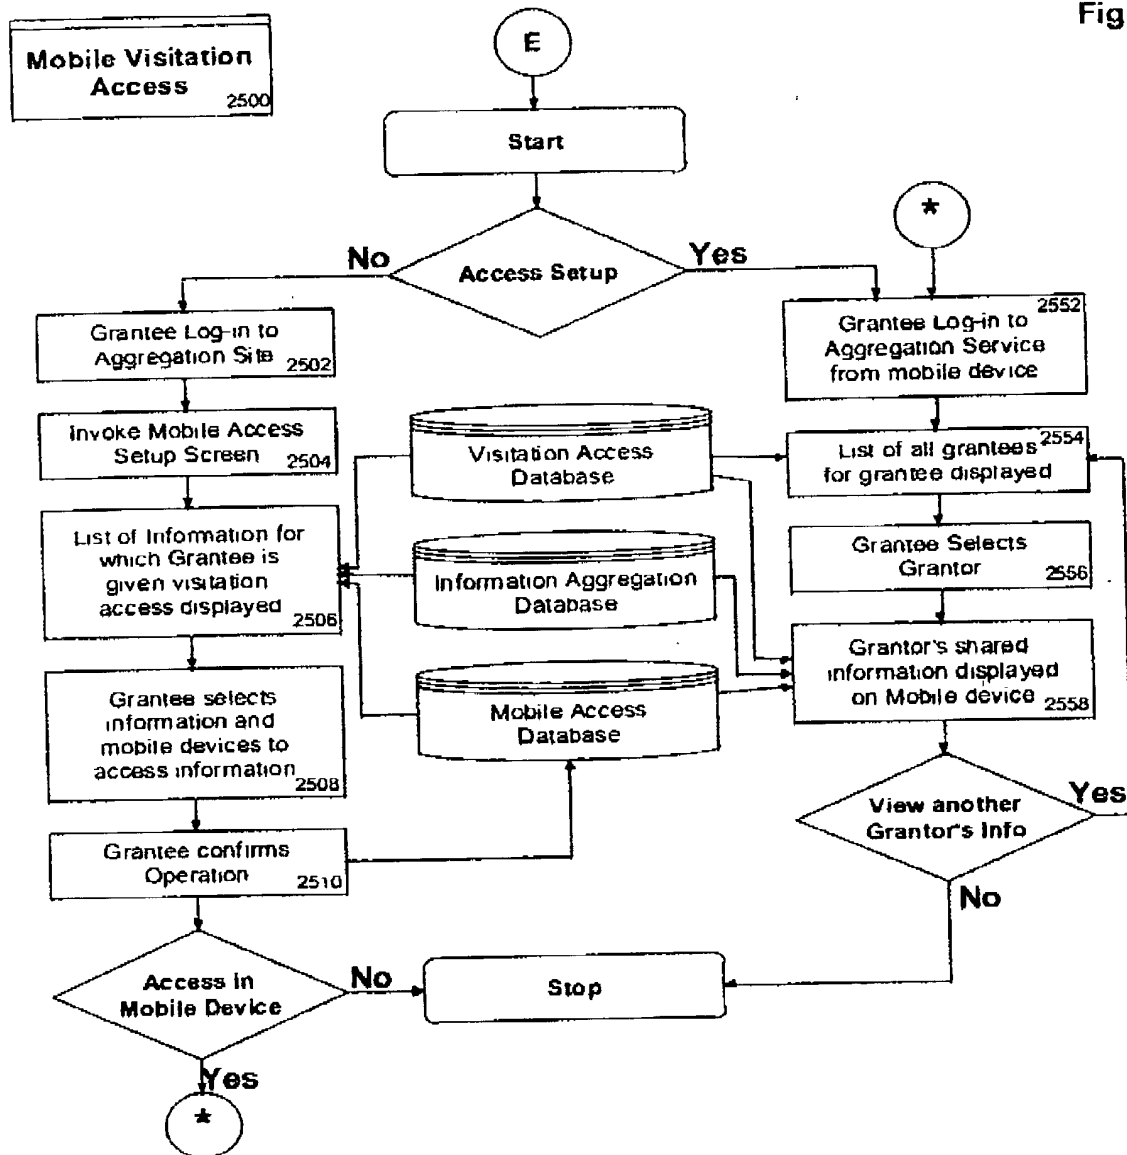 Fig
Mobile Visitation
Access
2500
E
Start
*
No
Yes
Access Setup
Grantee Log-in to
Aggregation Site
2502
2552
Grantee Log-in to
Aggregation Service
from mobile device
Invoke Mobile Access
Setup Screen
2504
Visitation Access
Database
2554
List of all grantees
for grantee displayed
List of Information for
which Grantee is
given visitation
access displayed
2506
Information Aggregation
Database
Grantee Selects
Grantor
2556
Grantor's shared
information displayed
on Mobile device
2558
Grantee selects
information and
mobile devices to
access information
2508
Mobile Access
Database
View another
Grantor's Info
Yes
Grantee confirms
Operation
2510
No
Access in
Mobile Device
No
Stop
Yes
*